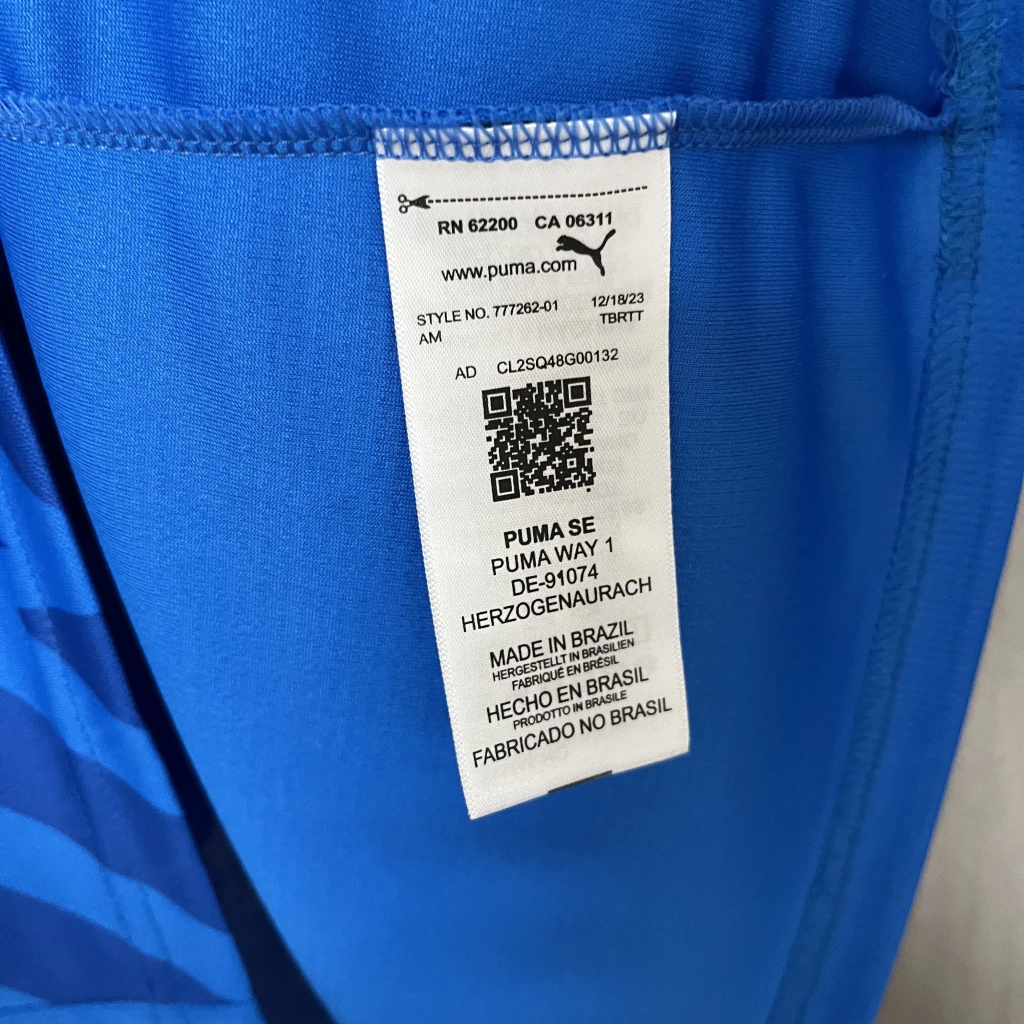 RN 62200 CA 06311
www.puma.com
STYLE NO. 777262-01 12/18/23
AM TBRTT
AD CL2SQ48G00132
PUMA SE
PUMA WAY 1
DE-91074
HERZOGENAURACH
MADE IN BRAZIL
HERGESTELLT IN BRASILIEN
FABRIQUÉ EN BRÉSIL
HECHO EN BRASIL
PRODOTTO IN BRASILE
FABRICADO NO BRASIL